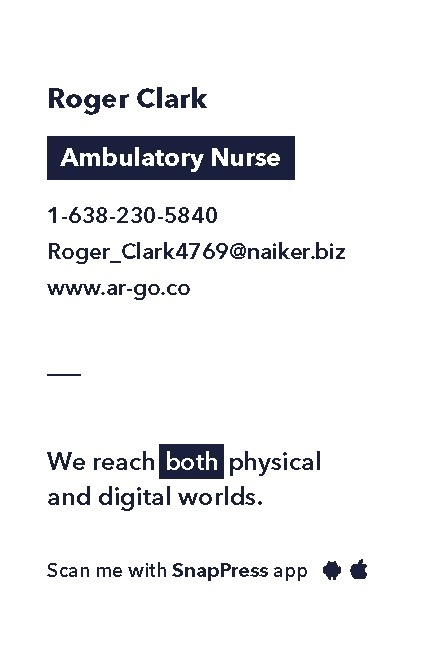 Roger Clark
Ambulatory Nurse
1-638-230-5840
Roger_Clark4769@naiker.biz
www.ar-go.co
We reach both physical
and digital worlds.
Scan me with SnapPress app